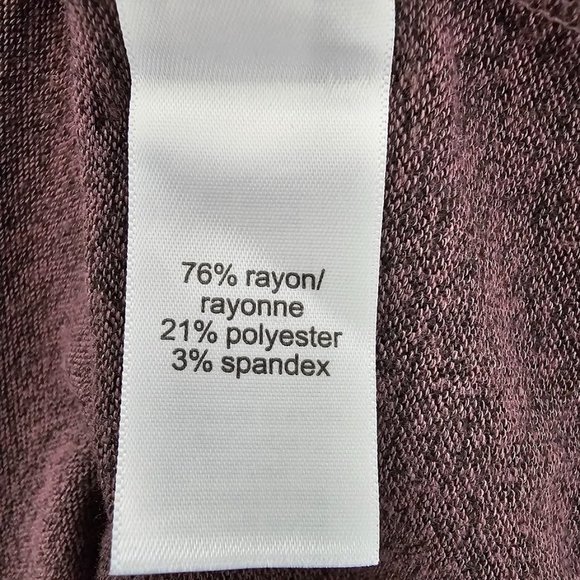 76% rayon/
rayonne
21% polyester
3% spandex